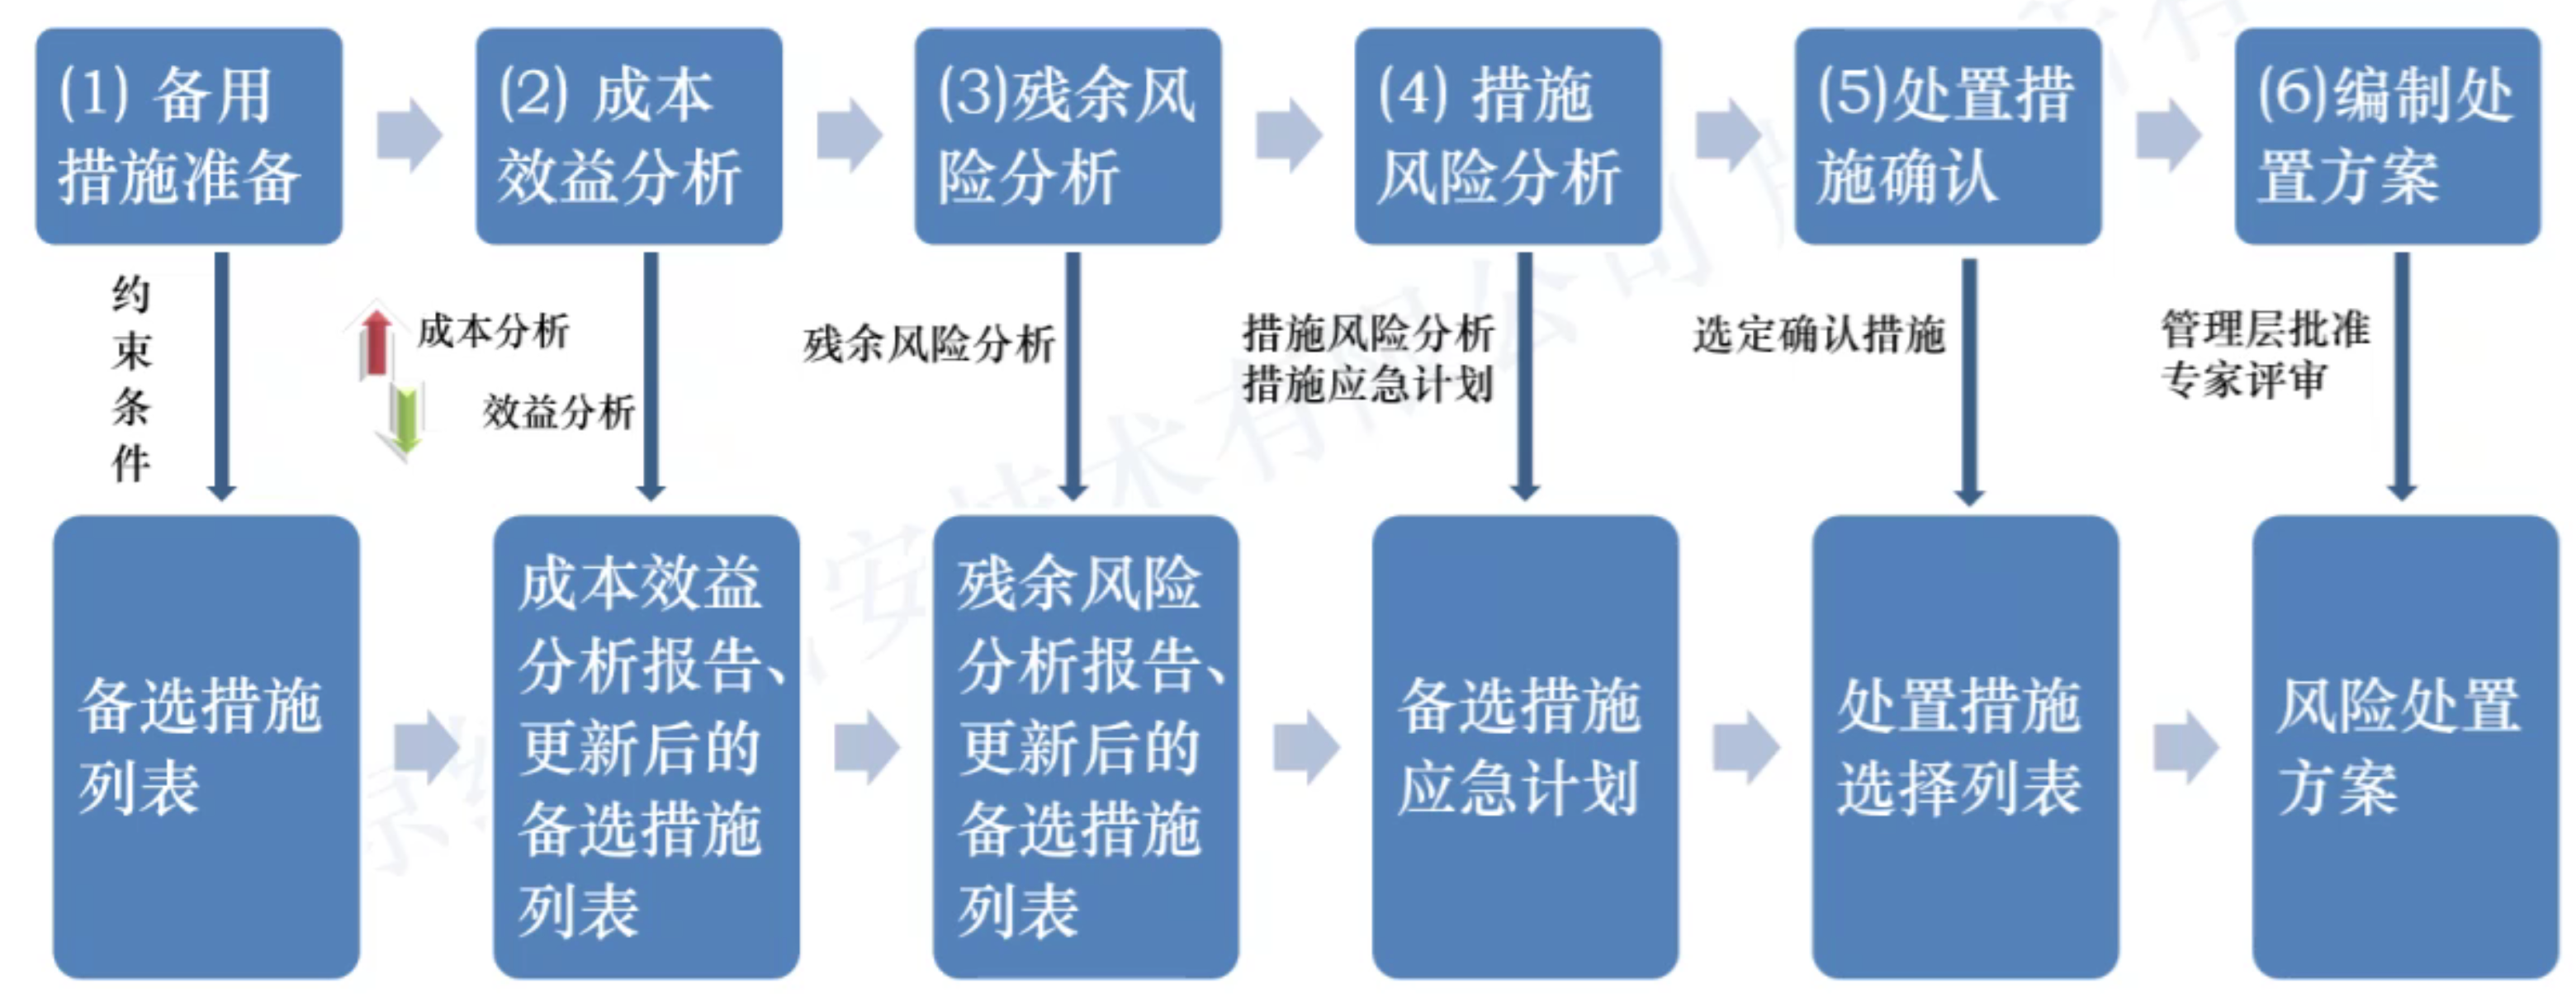 (1) 备用
措施准备
(2) 成本
效益分析
(3)残余风
险分析
(4) 措施
风险分析
(5)处置措
施确认
(6)编制处
置方案
约
束
条
件
成本分析
效益分析
残余风险分析
措施风险分析
措施应急计划
选定确认措施
管理层批准
专家评审
备选措施
列表
成本效益
分析报告、
更新后的
备选措施
列表
残余风险
分析报告、
更新后的
备选措施
列表
备选措施
应急计划
处置措施
选择列表
风险处置
方案